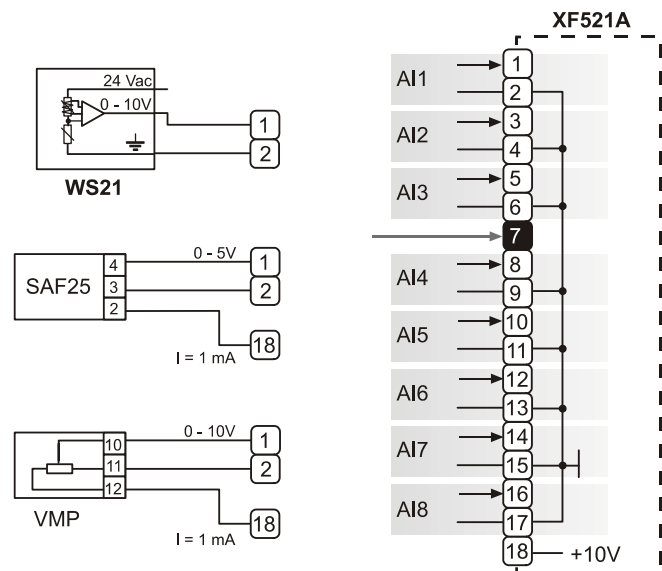 24 Vac
0 - 10V
1
2
WS21
SAF25
4
3
2
0 - 5V
1
2
18
I = 1 mA
VMP
10
11
12
0 - 10V
1
2
18
I = 1 mA
XF521A
AI1
1
2
AI2
3
4
AI3
5
6
7
AI4
8
9
AI5
10
11
AI6
12
13
AI7
14
15
AI8
16
17
18
+10V